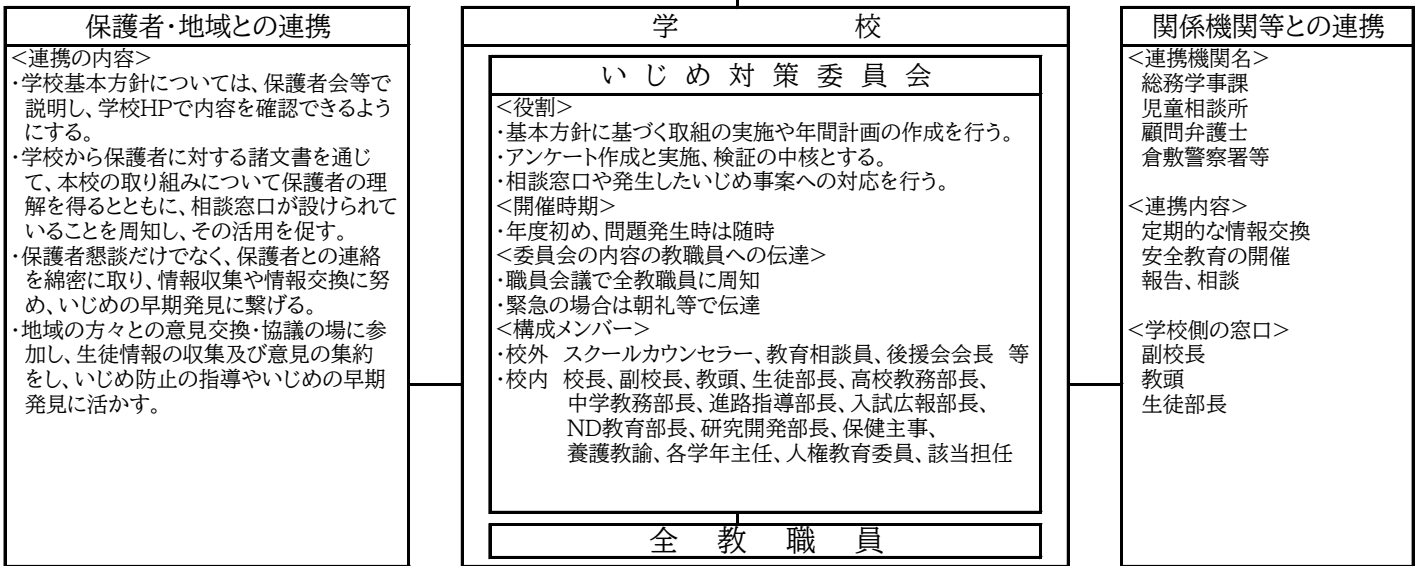 保護者・地域との連携
<連携の内容>
・学校基本方針については、保護者会等で
説明し、学校HPで内容を確認できるよう
にする。
・学校から保護者に対する諸文書を通じ
て、本校の取り組みについて保護者の理
解を得るとともに、相談窓口が設けられて
いることを周知し、その活用を促す。
・保護者懇談だけでなく、保護者との連絡
を綿密に取り、情報収集や情報交換に努
め、いじめの早期発見に繋げる。
・地域の方々との意見交換・協議の場に参
加し、生徒情報の収集及び意見の集約
をし、いじめ防止の指導やいじめの早期
発見に活かす。
学　校
いじめ対策委員会
<役割>
・基本方針に基づく取組の実施や年間計画の作成を行う。
・アンケート作成と実施、検証の中核とする。
・相談窓口や発生したいじめ事案への対応を行う。
<開催時期>
・年度初め、問題発生時は随時
<委員会の内容の教職員への伝達>
・職員会議で全教職員に周知
・緊急の場合は朝礼等で伝達
<構成メンバー>
・校外　スクールカウンセラー、教育相談員、後援会会長　等
・校内　校長、副校長、教頭、生徒部長、高校教務部長、
中学教務部長、進路指導部長、入試広報部長、
ND教育部長、研究開発部長、保健主事、
養護教諭、各学年主任、人権教育委員、該当担任
全教職員
関係機関等との連携
<連携機関名>
総務学事課
児童相談所
顧問弁護士
倉敷警察署等
<連携内容>
定期的な情報交換
安全教育の開催
報告、相談
<学校側の窓口>
副校長
教頭
生徒部長